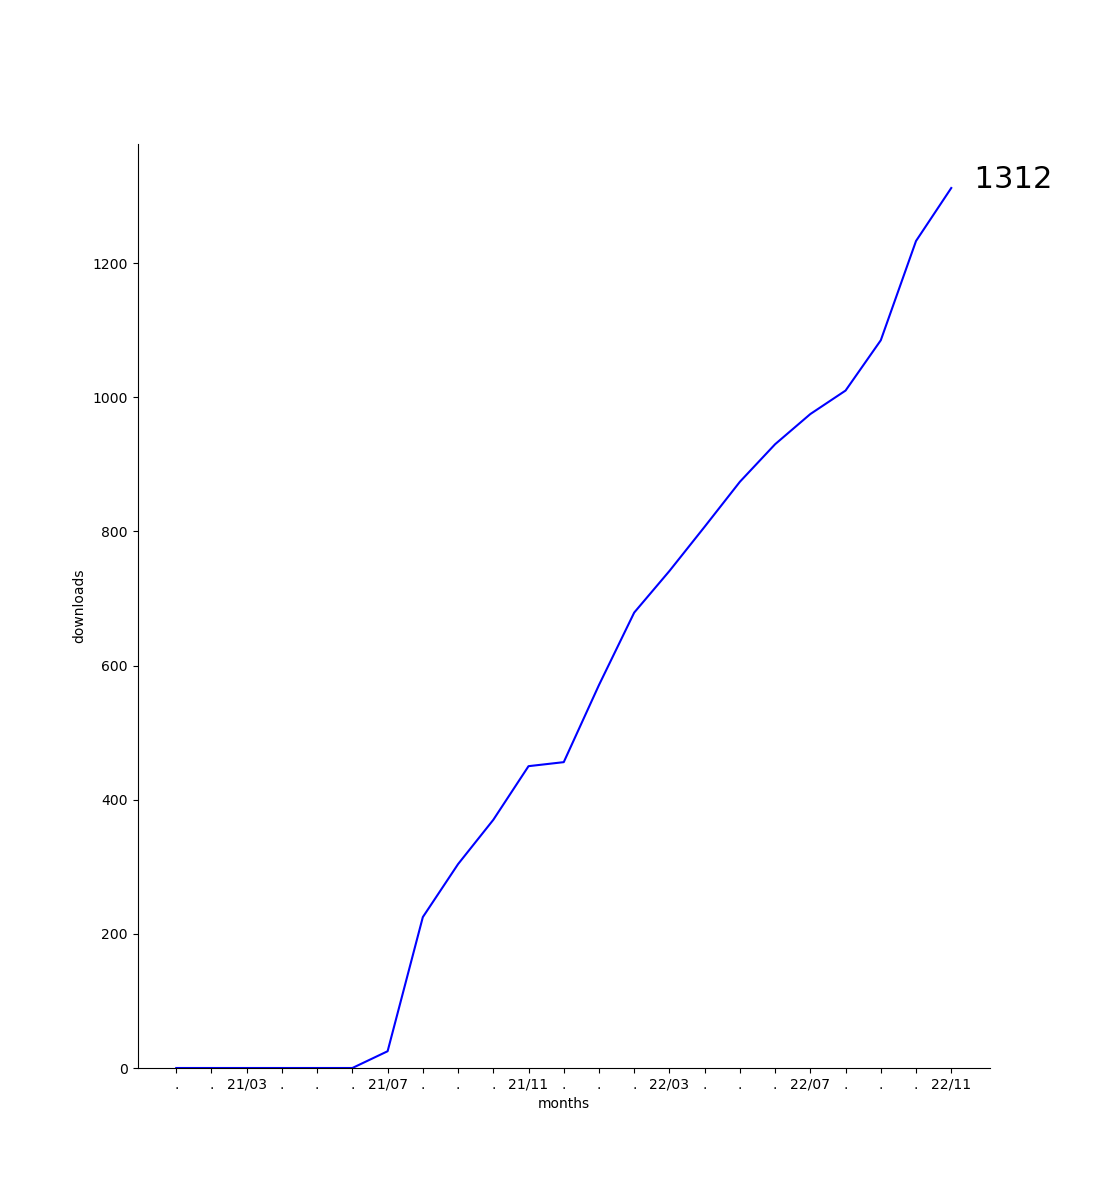 1312
1200
1000
800
600
400
200
0
downloads
. . 21/03 . . . 21/07 . . . 21/11 . . . 22/03 . . . 22/07 . . . 22/11
months